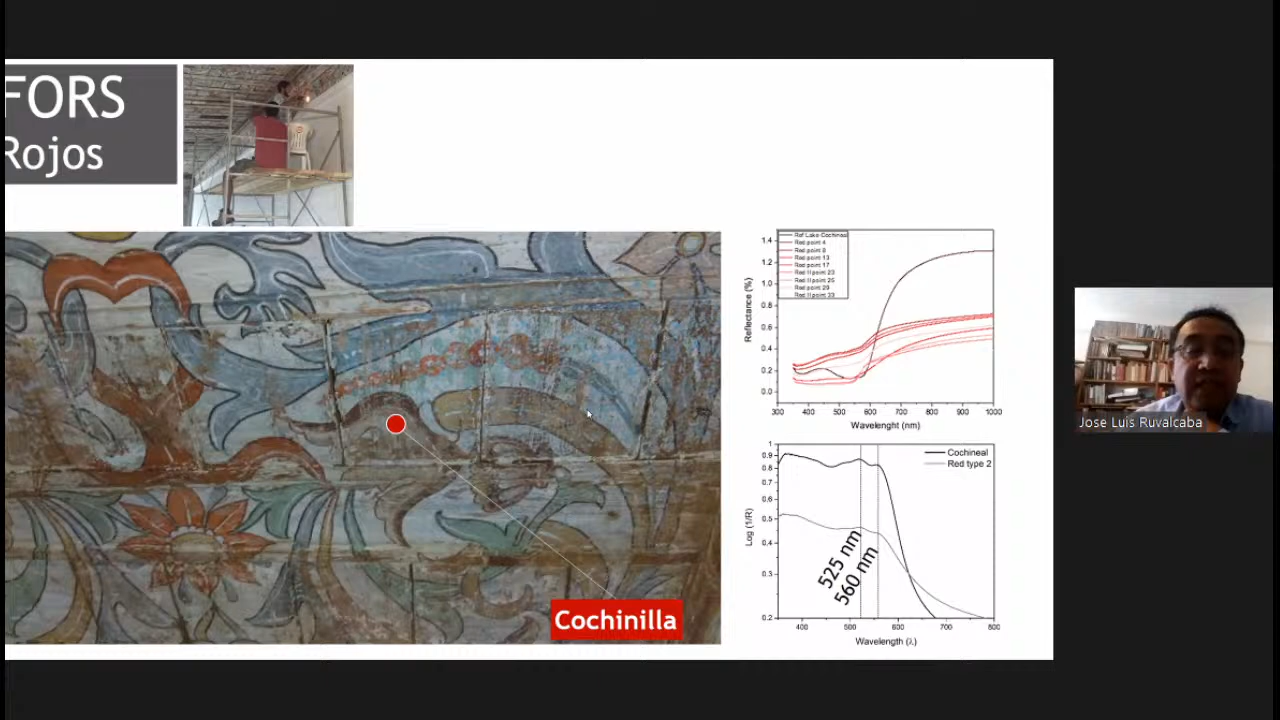 FORS
Rojos
Cochinilla
1.4
1.2
1.0
0.8
0.6
0.4
0.2
0.0
Reflectance (%)
Ref Lake Cochineal
Red point 4
Red point 8
Red point 13
Red point 17
Red II point 23
Red II point 25
Red point 29
Red II point 33
300 400 500 600 700 800 900 1000
Wavelenght (nm)
1
0.9
0.8
0.7
0.6
0.5
0.4
0.3
0.2
Log (1/R)
Cochineal
Red type 2
525 nm
560 nm
400 500 600 700 800
Wavelength (λ)
Jose Luis Ruvalcaba